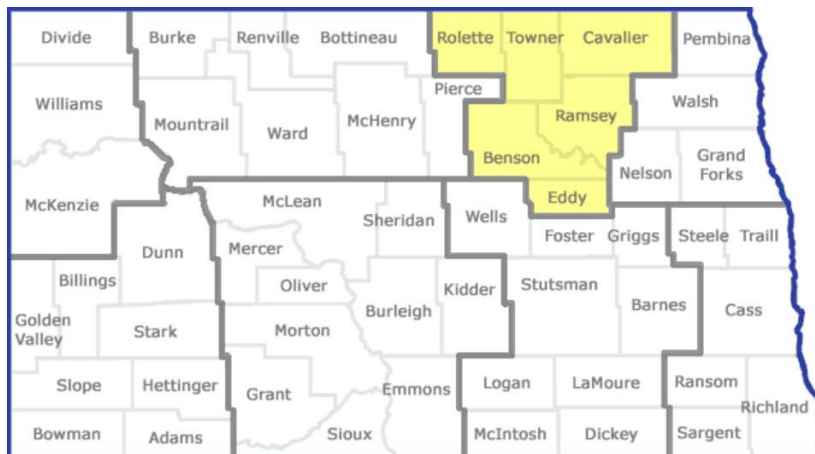 Divide
Burke
Renville
Bottineau
Rolette
Towner
Cavalier
Pembina
Williams
Mountrail
Ward
McHenry
Pierce
Ramsey
Walsh
Benson
Nelson
Grand
Forks
McKenzie
McLean
Sheridan
Wells
Eddy
Foster
Griggs
Steele
Traill
Dunn
Mercer
Billings
Oliver
Burleigh
Kidder
Stutsman
Barnes
Cass
Golden
Valley
Stark
Morton
Slope
Hettinger
Grant
Emmons
Logan
LaMoure
Ransom
Richland
Bowman
Adams
Sioux
McIntosh
Dickey
Sargent